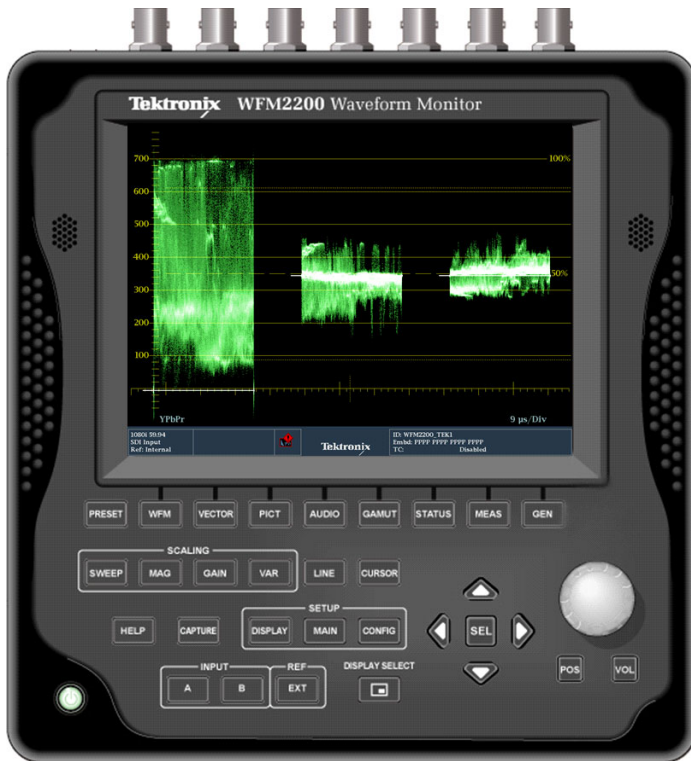 Tektronix WFM2200 Waveform Monitor
700
100%
600
500
400
300
50%
200
100
YPbPr
9 µs/Div
1080i 59.94
SDI Input
Ref: Internal
Tektronix
ID: WFM2200_TEK1
Embd: PPPP PPPP PPPP PPPP
TC: Disabled
PRESET WFM VECTOR PICT AUDIO GAMUT STATUS MEAS GEN
SCALING
SWEEP MAG GAIN VAR LINE CURSOR
SETUP
HELP CAPTURE DISPLAY MAIN CONFIG SEL
INPUT REF DISPLAY SELECT
A B EXT
POS VOL